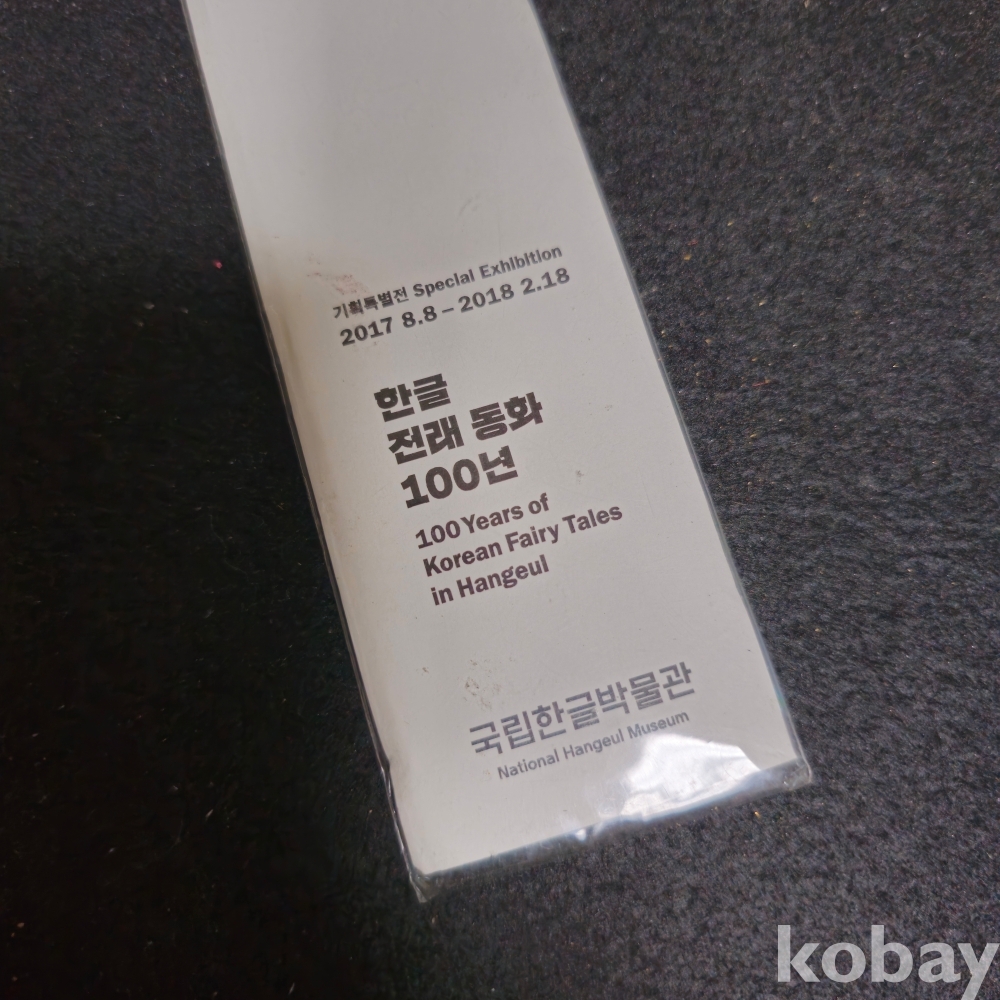 기획특별전 Special Exhibition
2017 8.8 – 2018 2.18
한글
전래 동화
100년
100 Years of
Korean Fairy Tales
in Hangeul
국립한글박물관
National Hangeul Museum
kobay